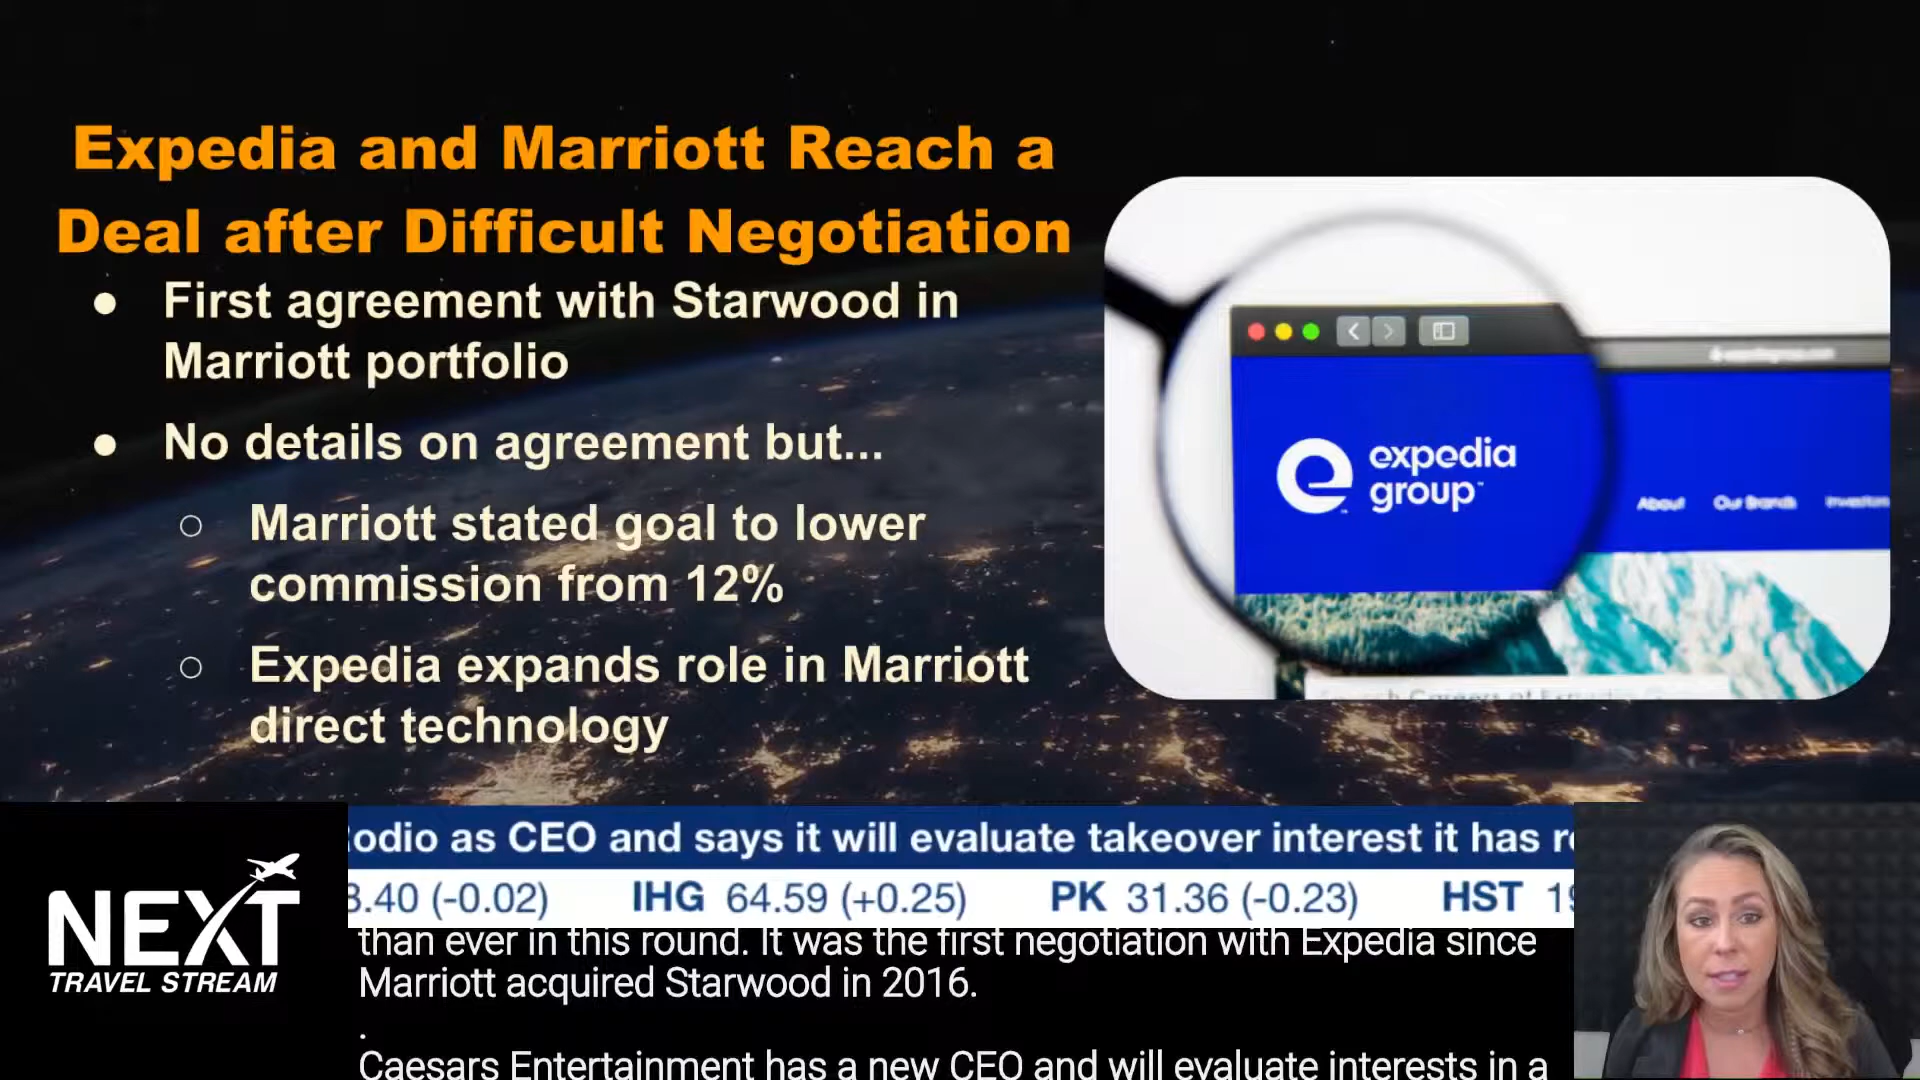 Expedia and Marriott Reach a
Deal after Difficult Negotiation
● First agreement with Starwood in
Marriott portfolio
● No details on agreement but...
○ Marriott stated goal to lower
commission from 12%
○ Expedia expands role in Marriott
direct technology
expedia
group™
About Our Brands Investors
NEXT
TRAVEL STREAM
as CEO and says it will evaluate takeover interest it has
3.40 (-0.02) IHG 64.59 (+0.25) PK 31.36 (-0.23) HST
than ever in this round. It was the first negotiation with Expedia since
Marriott acquired Starwood in 2016.
.
Caesars Entertainment has a new CEO and will evaluate interests in a